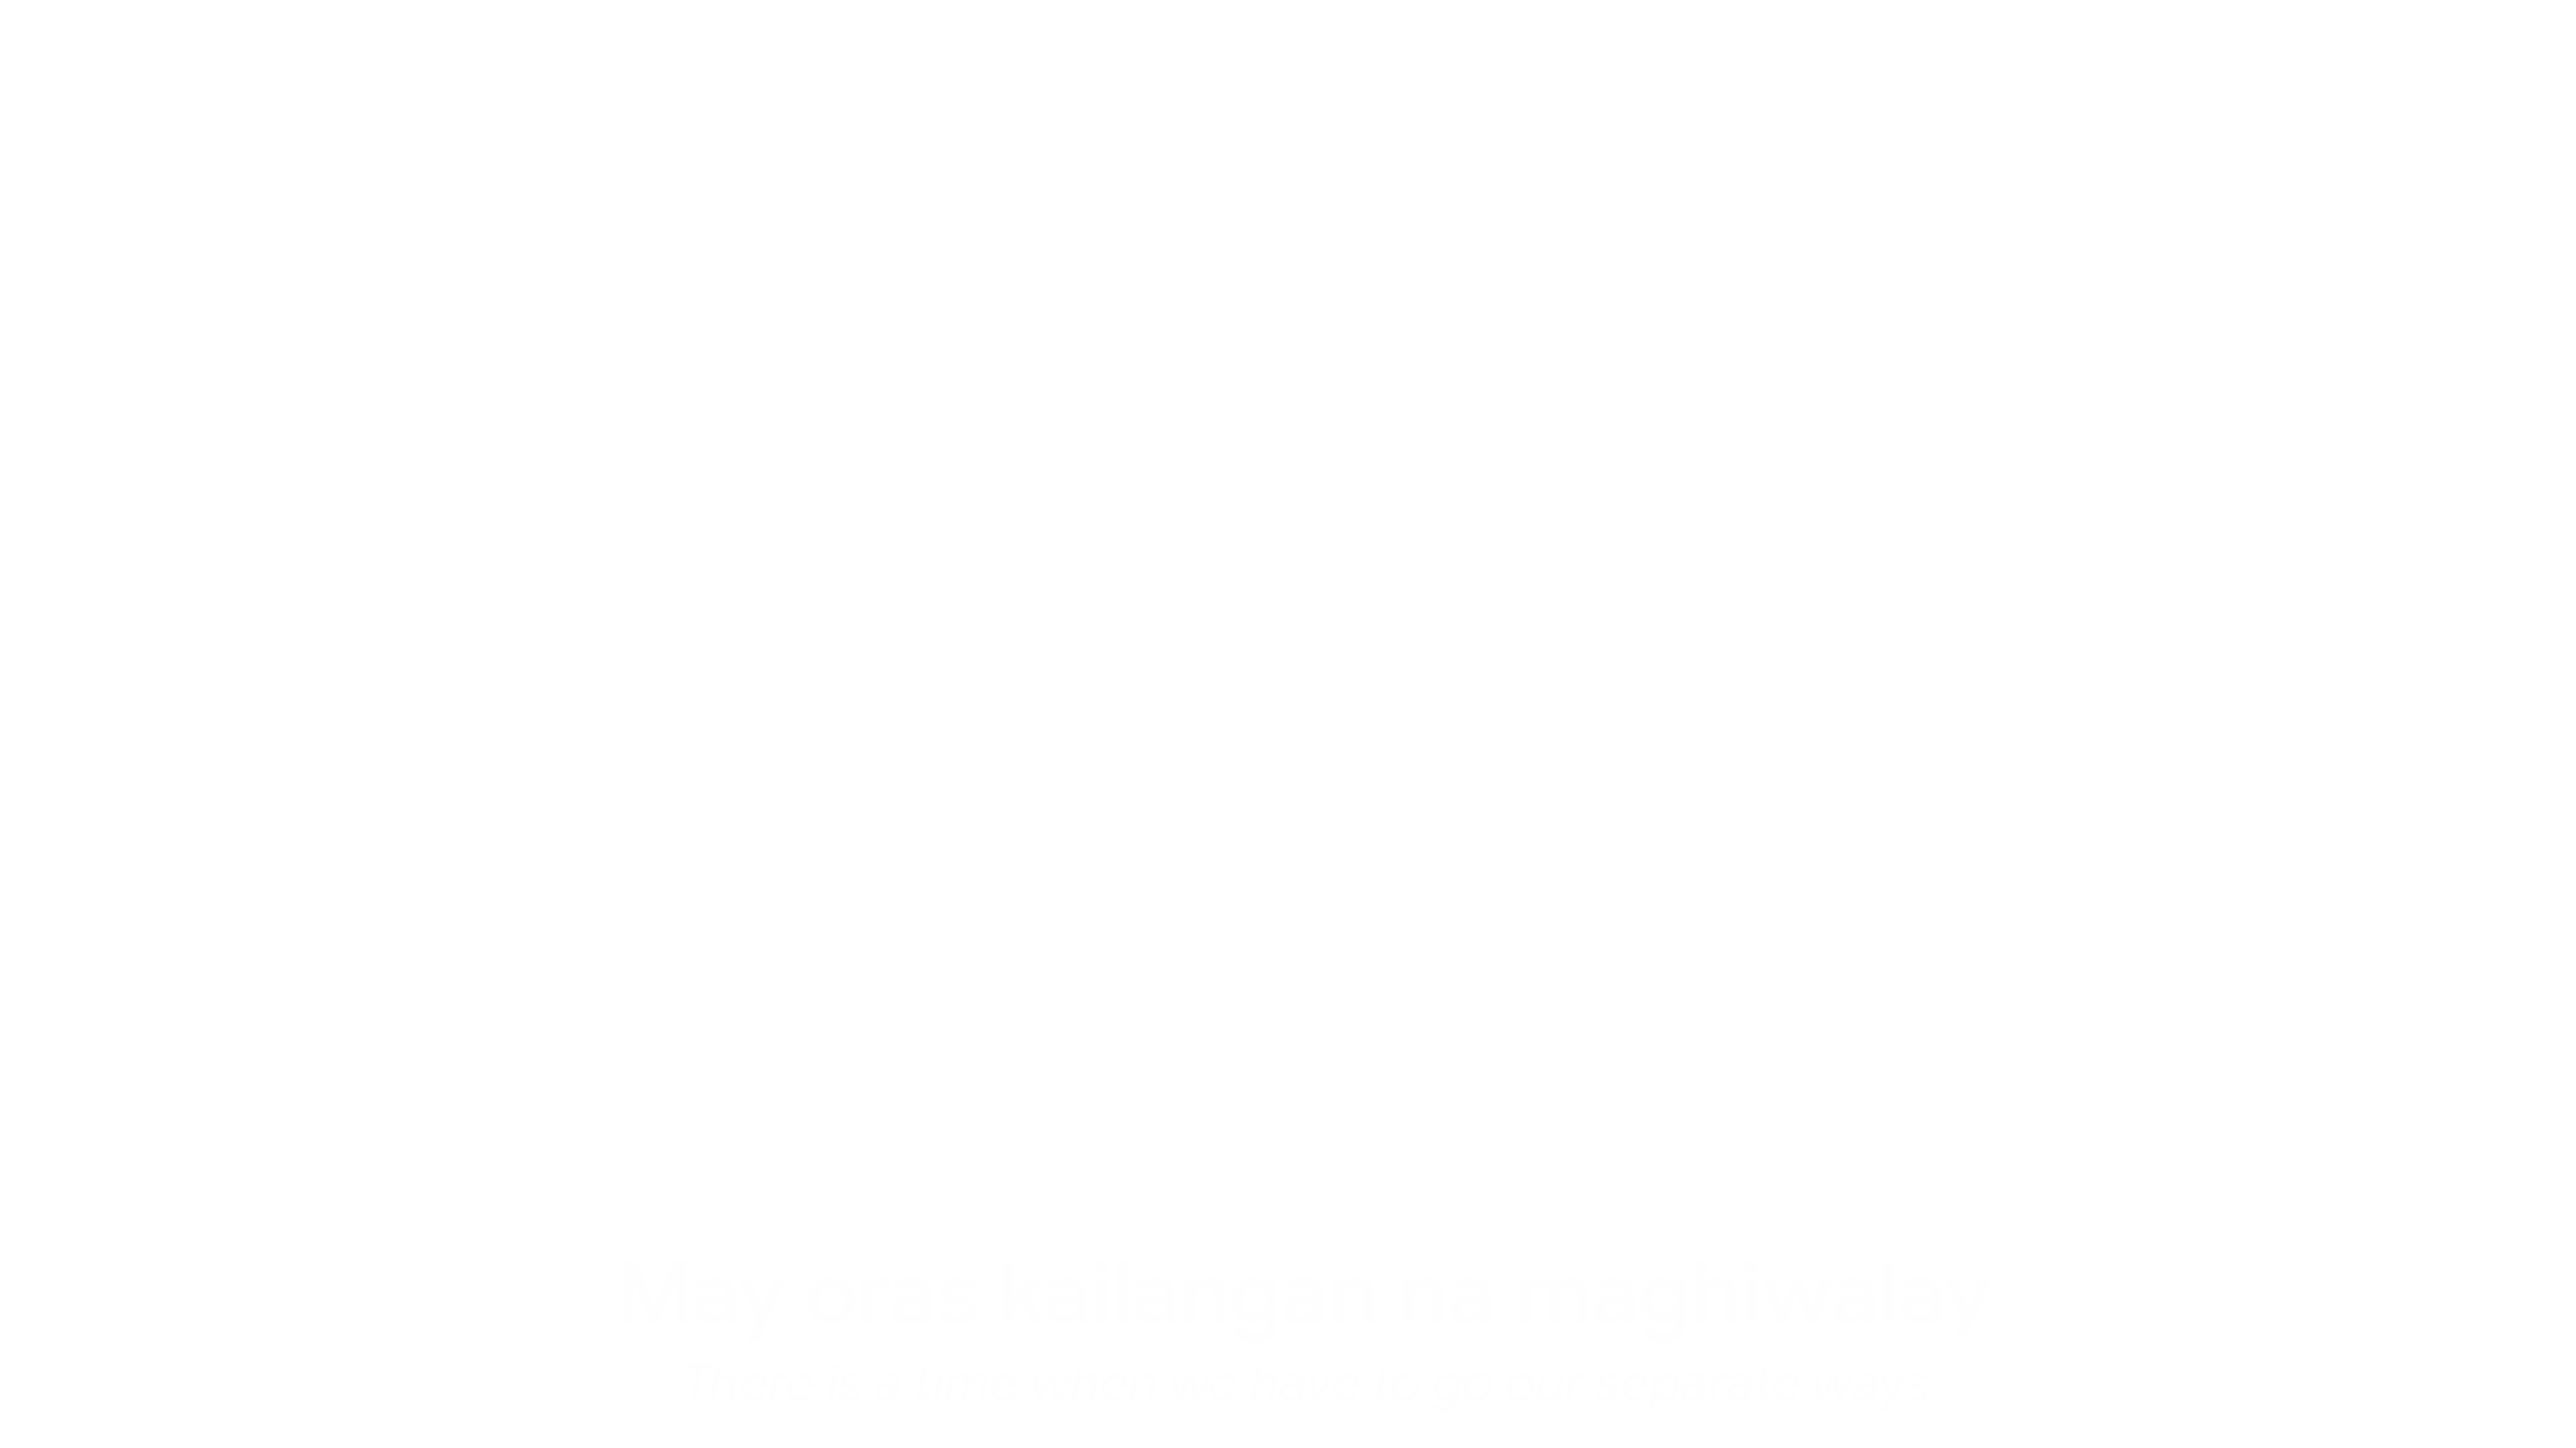 May oras kailangan na maghiwalay
There is a time when we have to go our separate ways